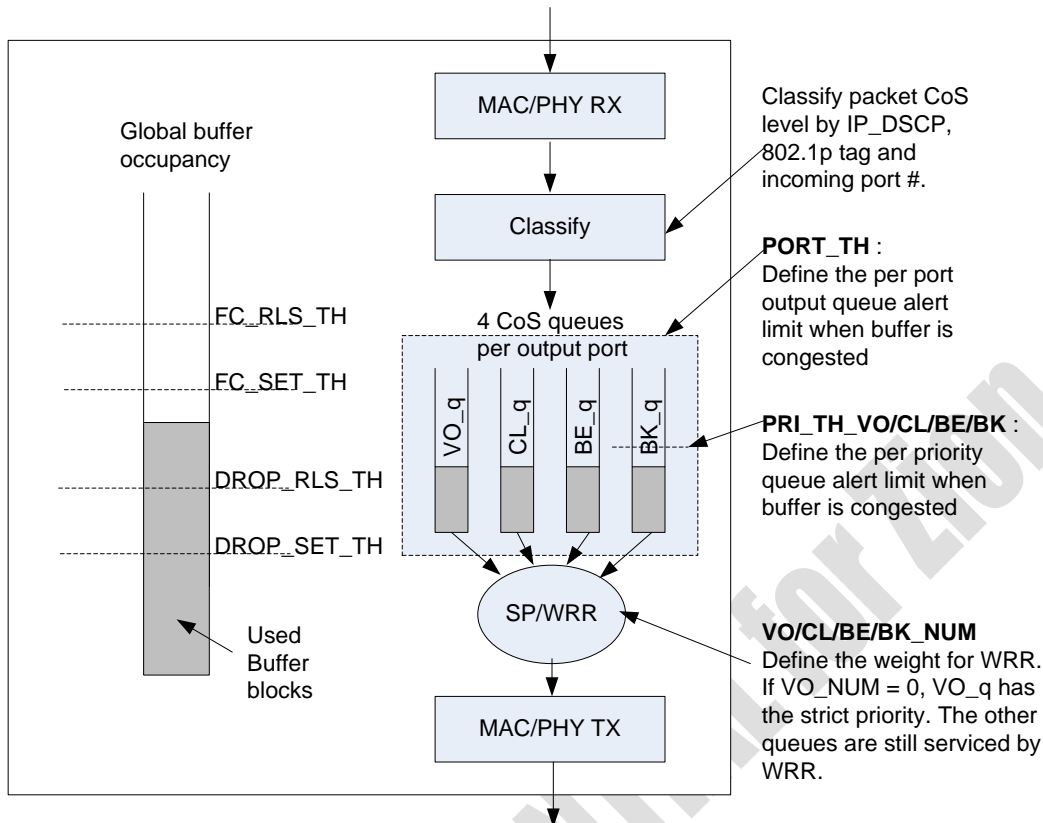 MAC/PHY RX
Global buffer
occupancy
Classify packet CoS
level by IP_DSCP,
802.1p tag and
incoming port #.
Classify
PORT_TH :
Define the per port
output queue alert
limit when buffer is
congested
FC_RLS_TH
4 CoS queues
per output port
FC_SET_TH
VO_q
CL_q
BE_q
BK_q
PRI_TH_VO/CL/BE/BK :
Define the per priority
queue alert limit when
buffer is congested
DROP_RLS_TH
DROP_SET_TH
SP/WRR
Used
Buffer
blocks
VO/CL/BE/BK_NUM
Define the weight for WRR.
If VO_NUM = 0, VO_q has
the strict priority. The other
queues are still serviced by
WRR.
MAC/PHY TX
for Zion